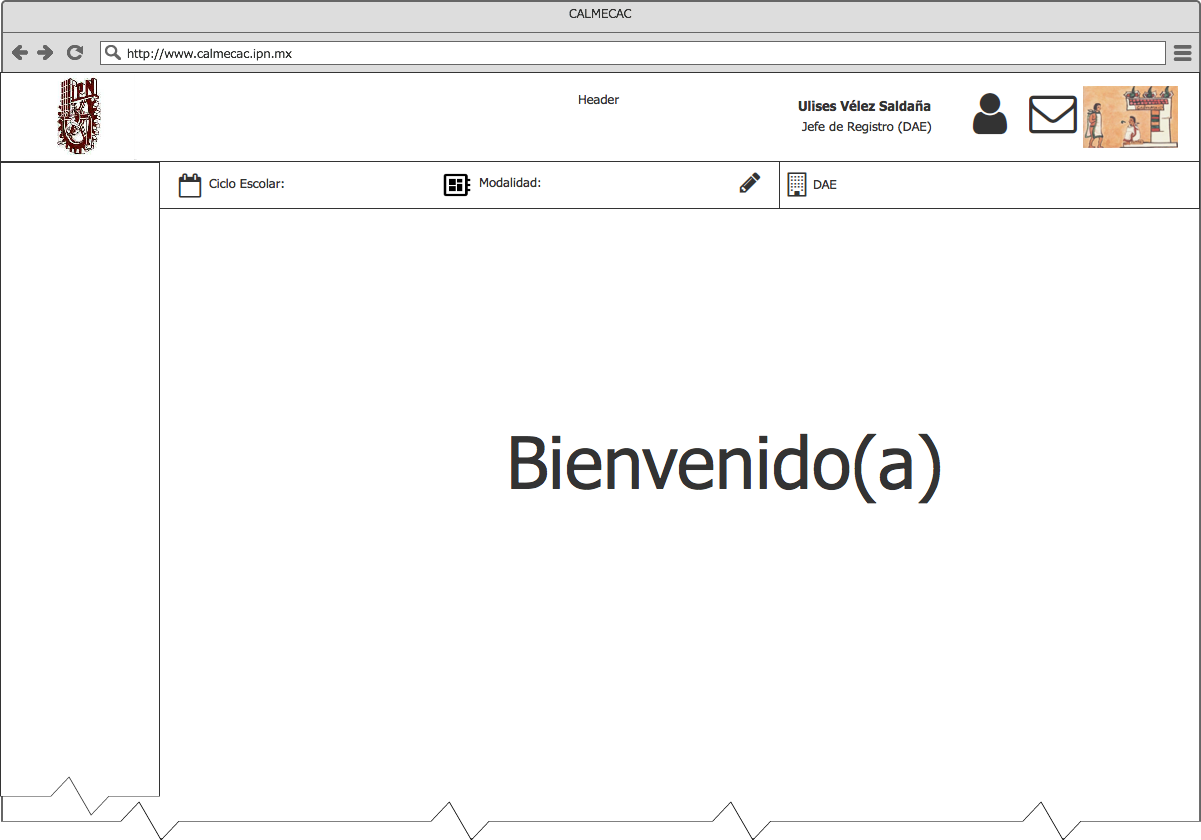 CALMECAC
http://www.calmecac.ipn.mx
IPN
Header
Ulises Vélez Saldaña
Jefe de Registro (DAE)
Ciclo Escolar:
Modalidad:
DAE
Bienvenido(a)